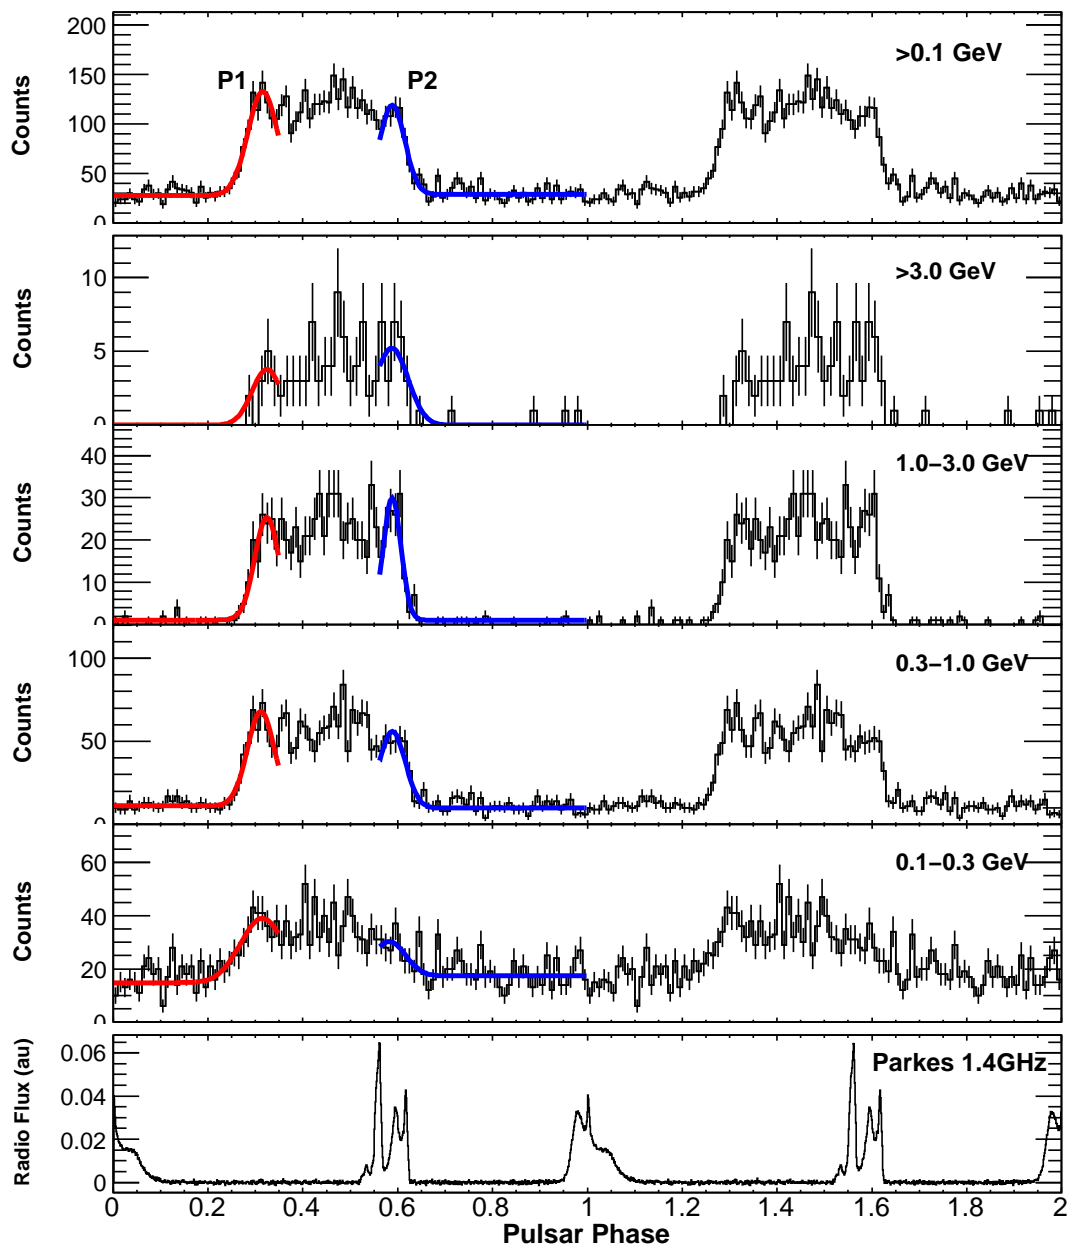 200
>0.1 GeV
P1
P2
150
100
50
0
Counts
>3.0 GeV
10
5
0
Counts
1.0−3.0 GeV
40
30
20
10
0
Counts
0.3−1.0 GeV
100
50
0
Counts
0.1−0.3 GeV
60
40
20
0
Counts
Parkes 1.4GHz
0.06
0.04
0.02
0
Radio Flux (au)
0 0.2 0.4 0.6 0.8 1 1.2 1.4 1.6 1.8 2
Pulsar Phase